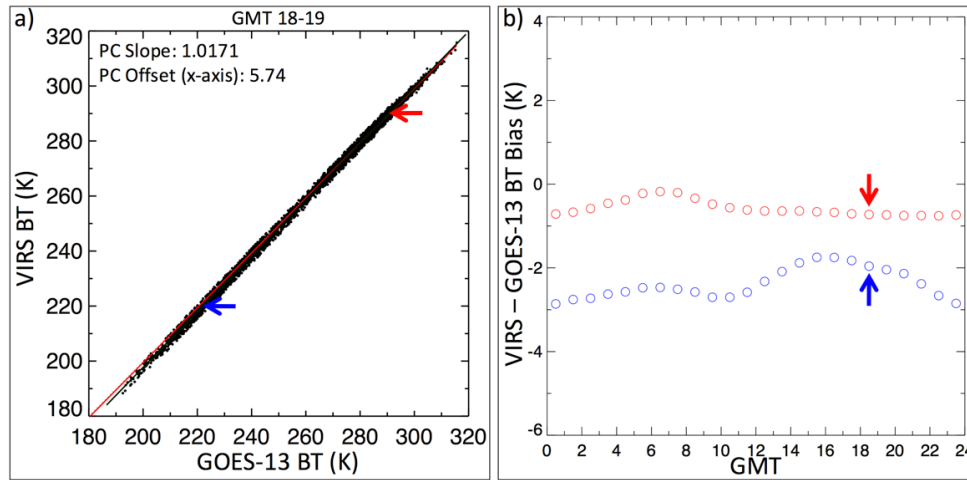 a)
GMT 18-19
PC Slope: 1.0171
PC Offset (x-axis): 5.74
VIRS BT (K)
320
300
280
260
240
220
200
180
180 200 220 240 260 280 300 320
GOES-13 BT (K)
b)
VIRS – GOES-13 BT Bias (K)
4
2
0
-2
-4
-6
0 2 4 6 8 10 12 14 16 18 20 22 24
GMT